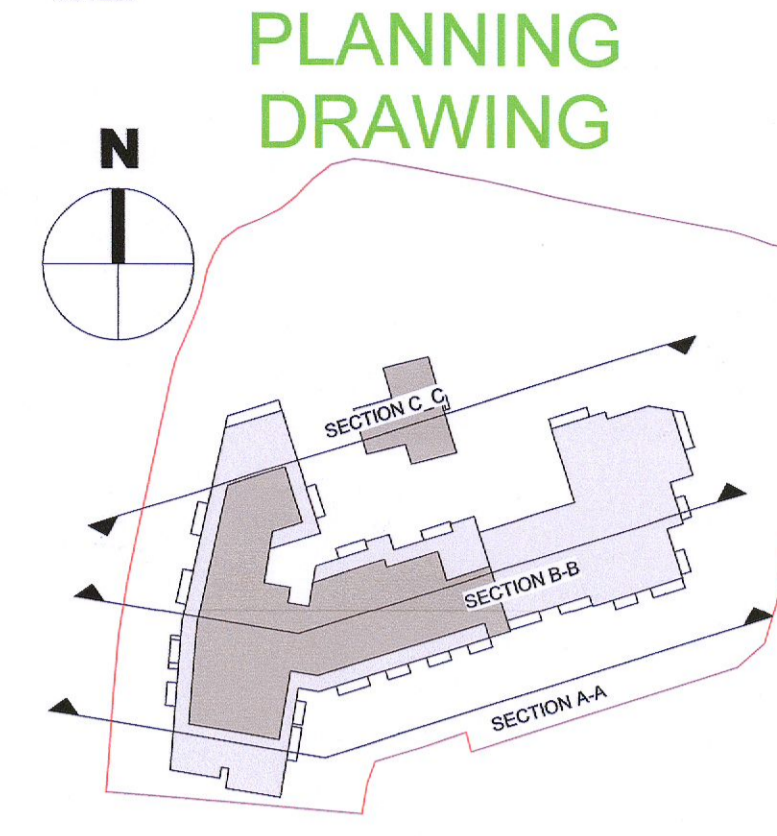 PLANNING
DRAWING
N
SECTION C_C
SECTION B-B
SECTION A-A